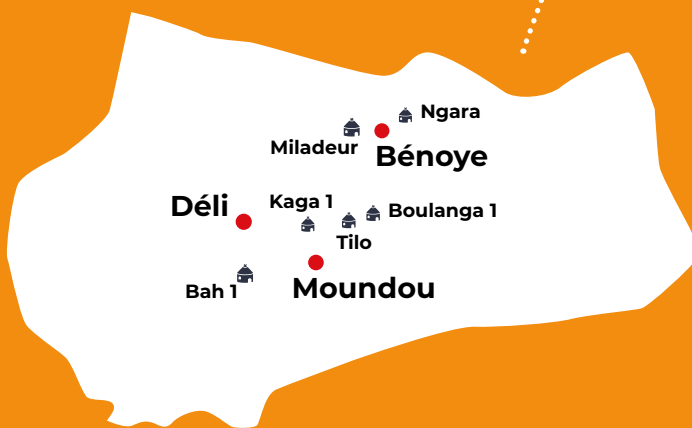 Ngara
Miladeur
Bénoye
Déli
Kaga 1
Boulanga 1
Tilo
Bah 1
Moundou